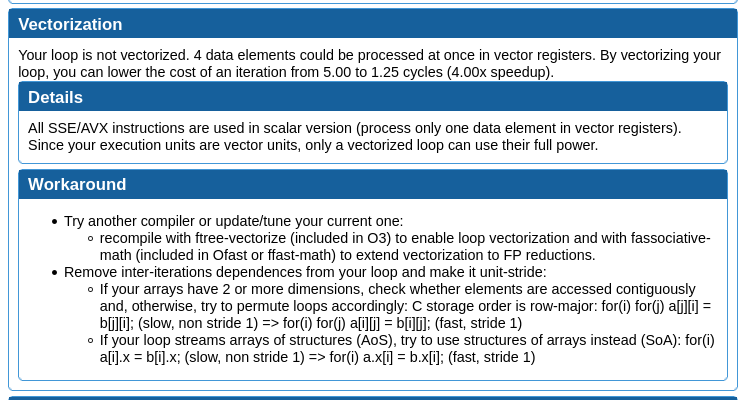 Vectorization
Your loop is not vectorized. 4 data elements could be processed at once in vector registers. By vectorizing your
loop, you can lower the cost of an iteration from 5.00 to 1.25 cycles (4.00x speedup).
Details
All SSE/AVX instructions are used in scalar version (process only one data element in vector registers).
Since your execution units are vector units, only a vectorized loop can use their full power.
Workaround
Try another compiler or update/tune your current one:
recompile with ftree-vectorize (included in O3) to enable loop vectorization and with fassociative-
math (included in Ofast or ffast-math) to extend vectorization to FP reductions.
Remove inter-iterations dependences from your loop and make it unit-stride:
If your arrays have 2 or more dimensions, check whether elements are accessed contiguously
and, otherwise, try to permute loops accordingly: C storage order is row-major: for(i) for(j) a[j][i] =
b[j][i]; (slow, non stride 1) => for(i) for(j) a[i][j] = b[i][j]; (fast, stride 1)
If your loop streams arrays of structures (AoS), try to use structures of arrays instead (SoA): for(i)
a[i].x = b[i].x; (slow, non stride 1) => for(i) a.x[i] = b.x[i]; (fast, stride 1)